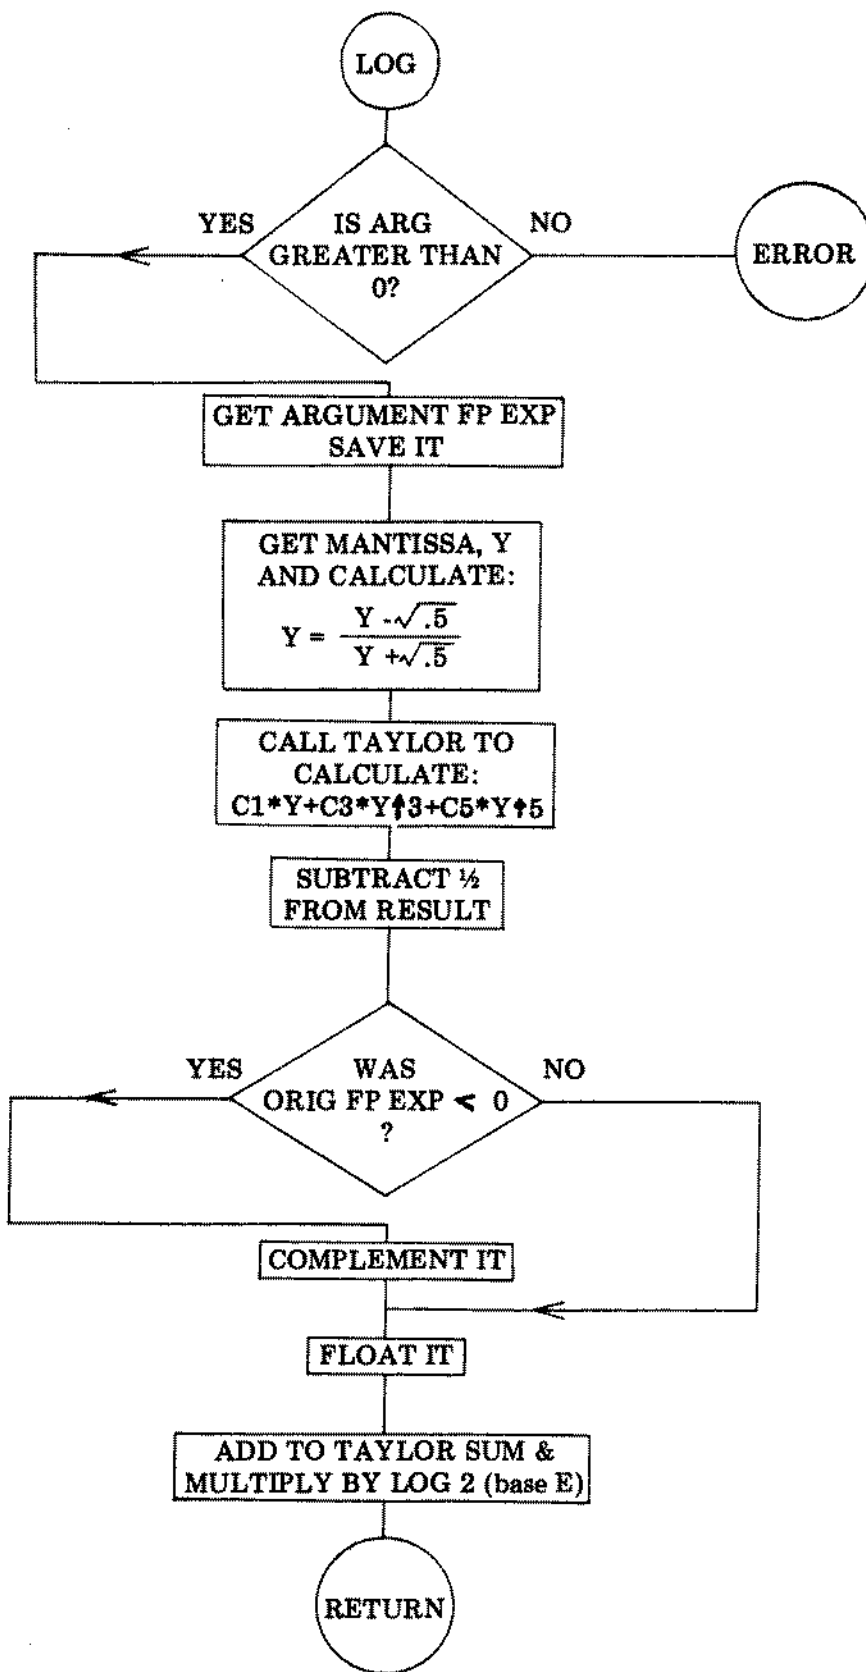 LOG
YES
IS ARG
GREATER THAN
0?
NO
ERROR
GET ARGUMENT FP EXP
SAVE IT
GET MANTISSA, Y
AND CALCULATE:
Y = (Y -√.5) / (Y +√.5)
CALL TAYLOR TO
CALCULATE:
C1*Y+C3*Y↑3+C5*Y↑5
SUBTRACT ½
FROM RESULT
YES
WAS
ORIG FP EXP < 0
?
NO
COMPLEMENT IT
FLOAT IT
ADD TO TAYLOR SUM &
MULTIPLY BY LOG 2 (base E)
RETURN